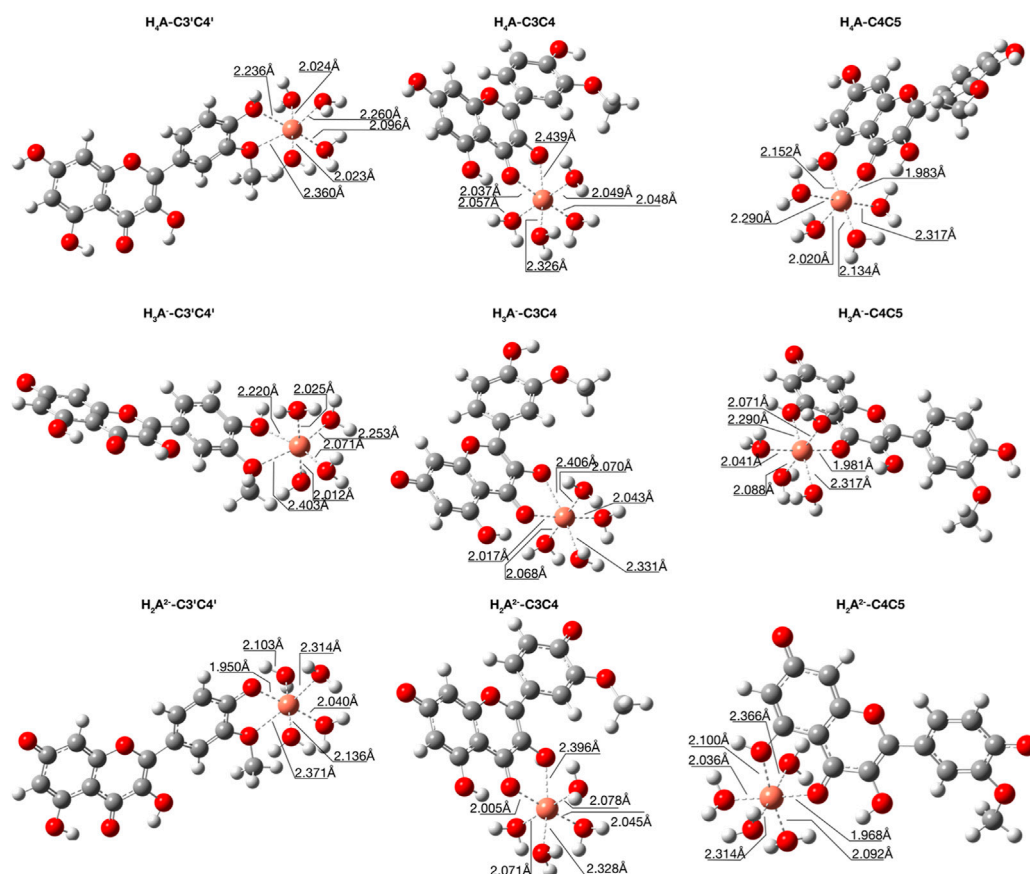 H₄A-C3'C4'
H₄A-C3C4
H₄A-C4C5
2.236Å
2.024Å
2.260Å
2.096Å
2.023Å
2.360Å
2.439Å
2.037Å
2.057Å
2.049Å
2.048Å
2.326Å
2.152Å
1.983Å
2.290Å
2.317Å
2.020Å
2.134Å
H₃A⁻-C3'C4'
H₃A⁻-C3C4
H₃A⁻-C4C5
2.220Å
2.025Å
2.253Å
2.071Å
2.012Å
2.403Å
2.406Å
2.070Å
2.043Å
2.017Å
2.068Å
2.331Å
2.071Å
2.290Å
2.041Å
1.981Å
2.088Å
2.317Å
H₂A²⁻-C3'C4'
H₂A²⁻-C3C4
H₂A²⁻-C4C5
2.103Å
2.314Å
1.950Å
2.040Å
2.136Å
2.371Å
2.396Å
2.005Å
2.078Å
2.045Å
2.071Å
2.328Å
2.366Å
2.100Å
2.036Å
1.968Å
2.314Å
2.092Å